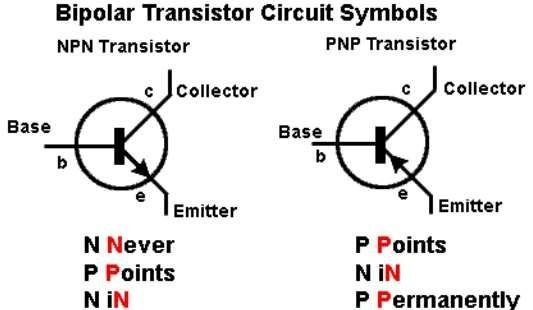 Bipolar Transistor Circuit Symbols
NPN Transistor
c
Collector
Base
b
e
Emitter
N Never
P Points
N iN
PNP Transistor
c
Collector
Base
b
e
Emitter
P Points
N iN
P Permanently